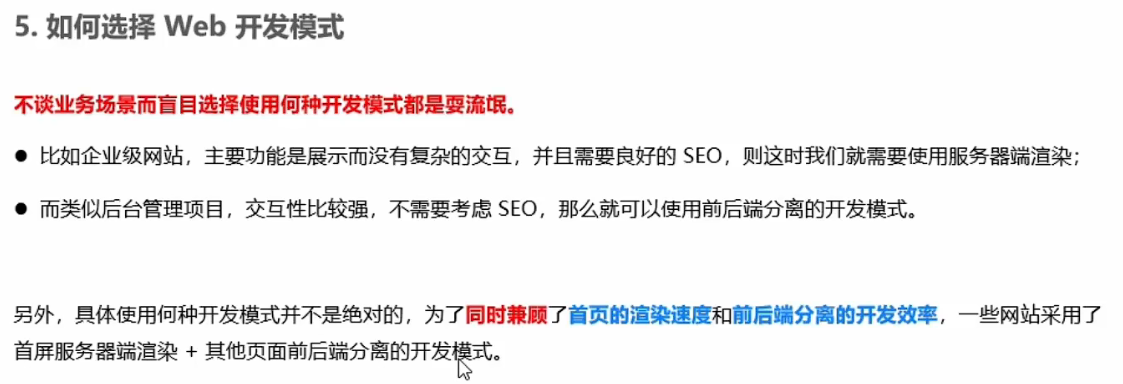 5. 如何选择 Web 开发模式
不谈业务场景而盲目选择使用何种开发模式都是耍流氓。
● 比如企业级网站，主要功能是展示而没有复杂的交互，并且需要良好的 SEO，则这时我们就需要使用服务器端渲染；
● 而类似后台管理项目，交互性比较强，不需要考虑 SEO，那么就可以使用前后端分离的开发模式。
另外，具体使用何种开发模式并不是绝对的，为了同时兼顾了首页的渲染速度和前后端分离的开发效率，一些网站采用了
首屏服务器端渲染 + 其他页面前后端分离的开发模式。